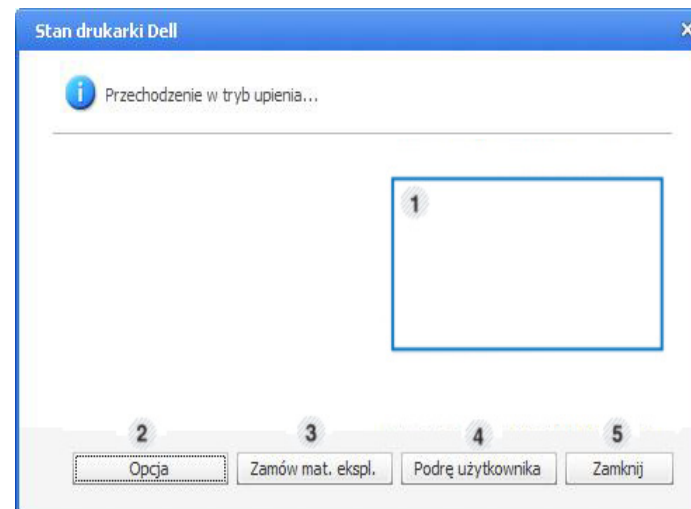 Stan drukarki Dell
Przechodzenie w tryb upienia...
1
2 3 4 5
Opcja Zamów mat. ekspl. Podrę użytkownika Zamknij